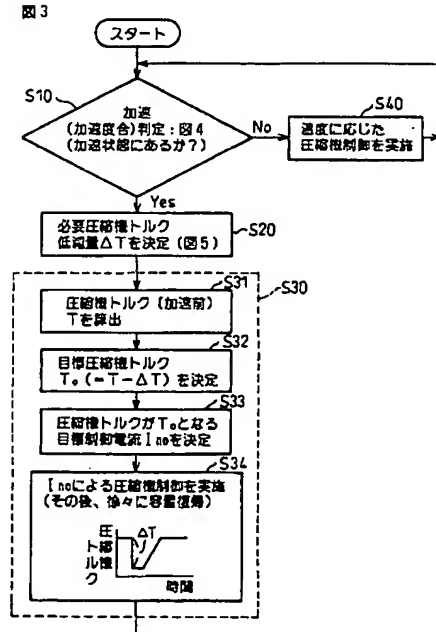 図3
スタート
S10
加速
(加速度合)判定:図4
(加速状態にあるか?)
No
S40
温度に応じた
圧縮機制御を実施
Yes
必要圧縮機トルク
低減量ΔTを決定(図5)
S20
S30
S31
圧縮機トルク(加速前)
Tを算出
S32
目標圧縮機トルク
To(=T-ΔT)を決定
S33
圧縮機トルクがToとなる
目標制御電流Inoを決定
S34
Inoによる圧縮機制御を実施
(その後、徐々に容量復帰)
圧縮機トルク
ΔT
時間